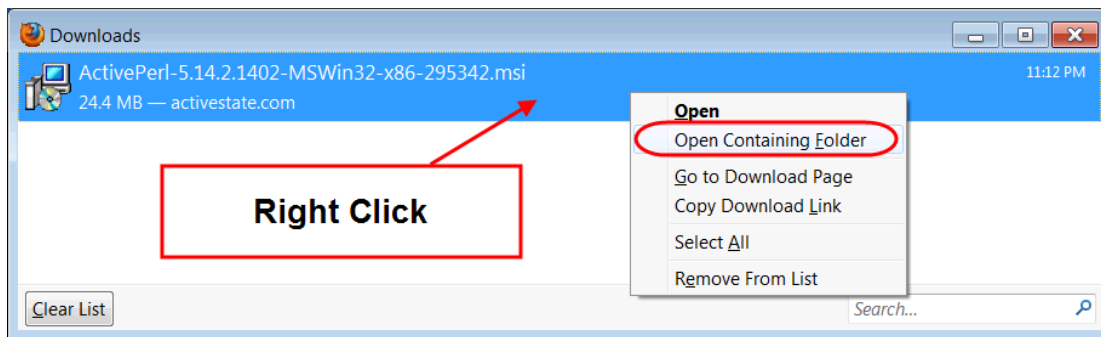 Downloads
ActivePerl-5.14.2.1402-MSWin32-x86-295342.msi
11:12 PM
24.4 MB — activestate.com
Open
Open Containing Folder
Go to Download Page
Copy Download Link
Select All
Remove From List
Right Click
Clear List
Search...